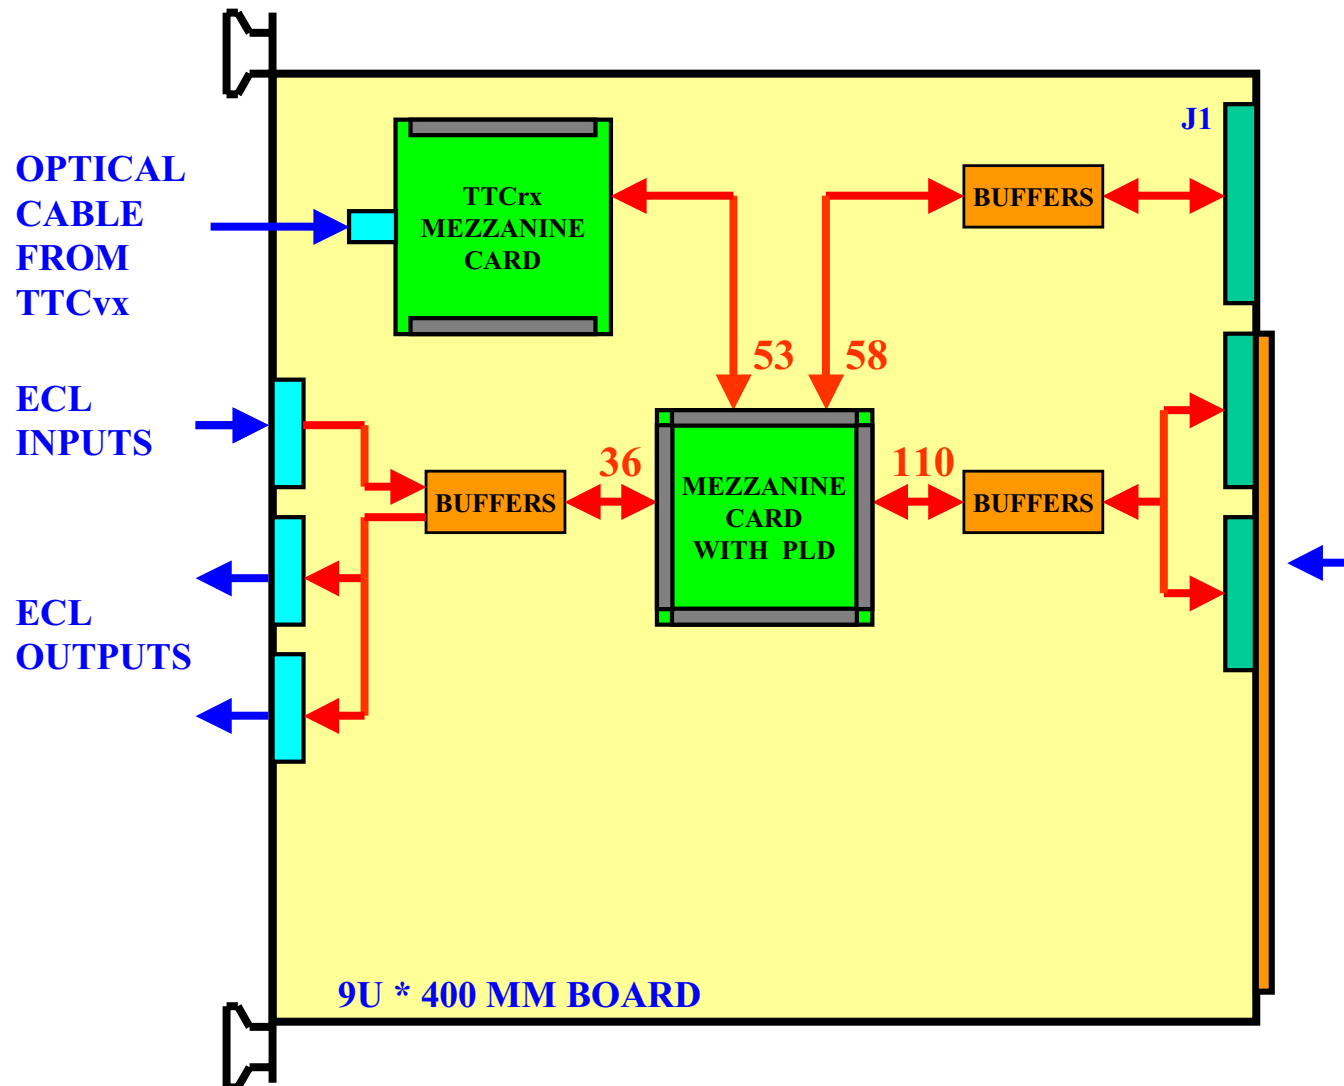 J1
OPTICAL
CABLE
FROM
TTCvx
TTCrx
MEZZANINE
CARD
BUFFERS
53
58
ECL
INPUTS
36
110
BUFFERS
MEZZANINE
CARD
WITH PLD
BUFFERS
ECL
OUTPUTS
9U * 400 MM BOARD